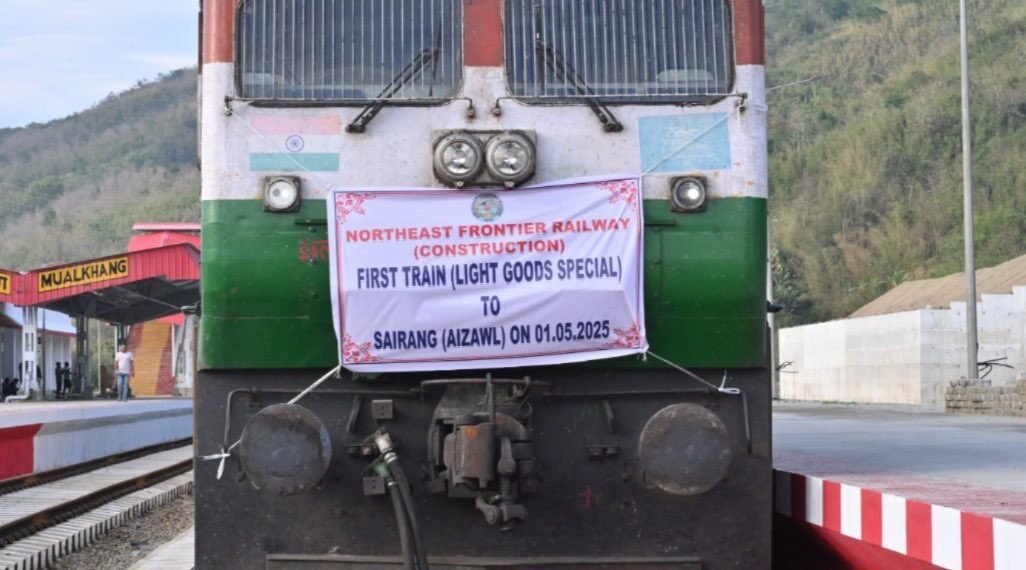 NORTHEAST FRONTIER RAILWAY
(CONSTRUCTION)
FIRST TRAIN (LIGHT GOODS SPECIAL)
TO
SAIRANG (AIZAWL) ON 01.05.2025
MUALKHANG